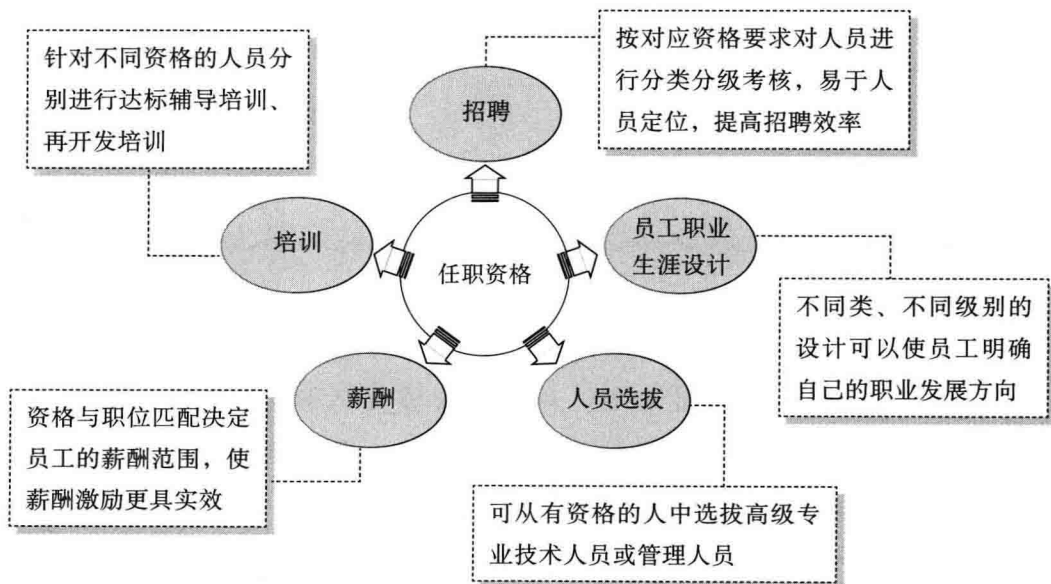 针对不同资格的人员分
别进行达标辅导培训、
再开发培训
招聘
按对应资格要求对人员进
行分类分级考核，易于人
员定位，提高招聘效率
培训
任职资格
员工职业
生涯设计
不同类、不同级别的
设计可以使员工明确
自己的职业发展方向
薪酬
人员选拔
资格与职位匹配决定
员工的薪酬范围，使
薪酬激励更具实效
可从有资格的人中选拔高级专
业技术人员或管理人员